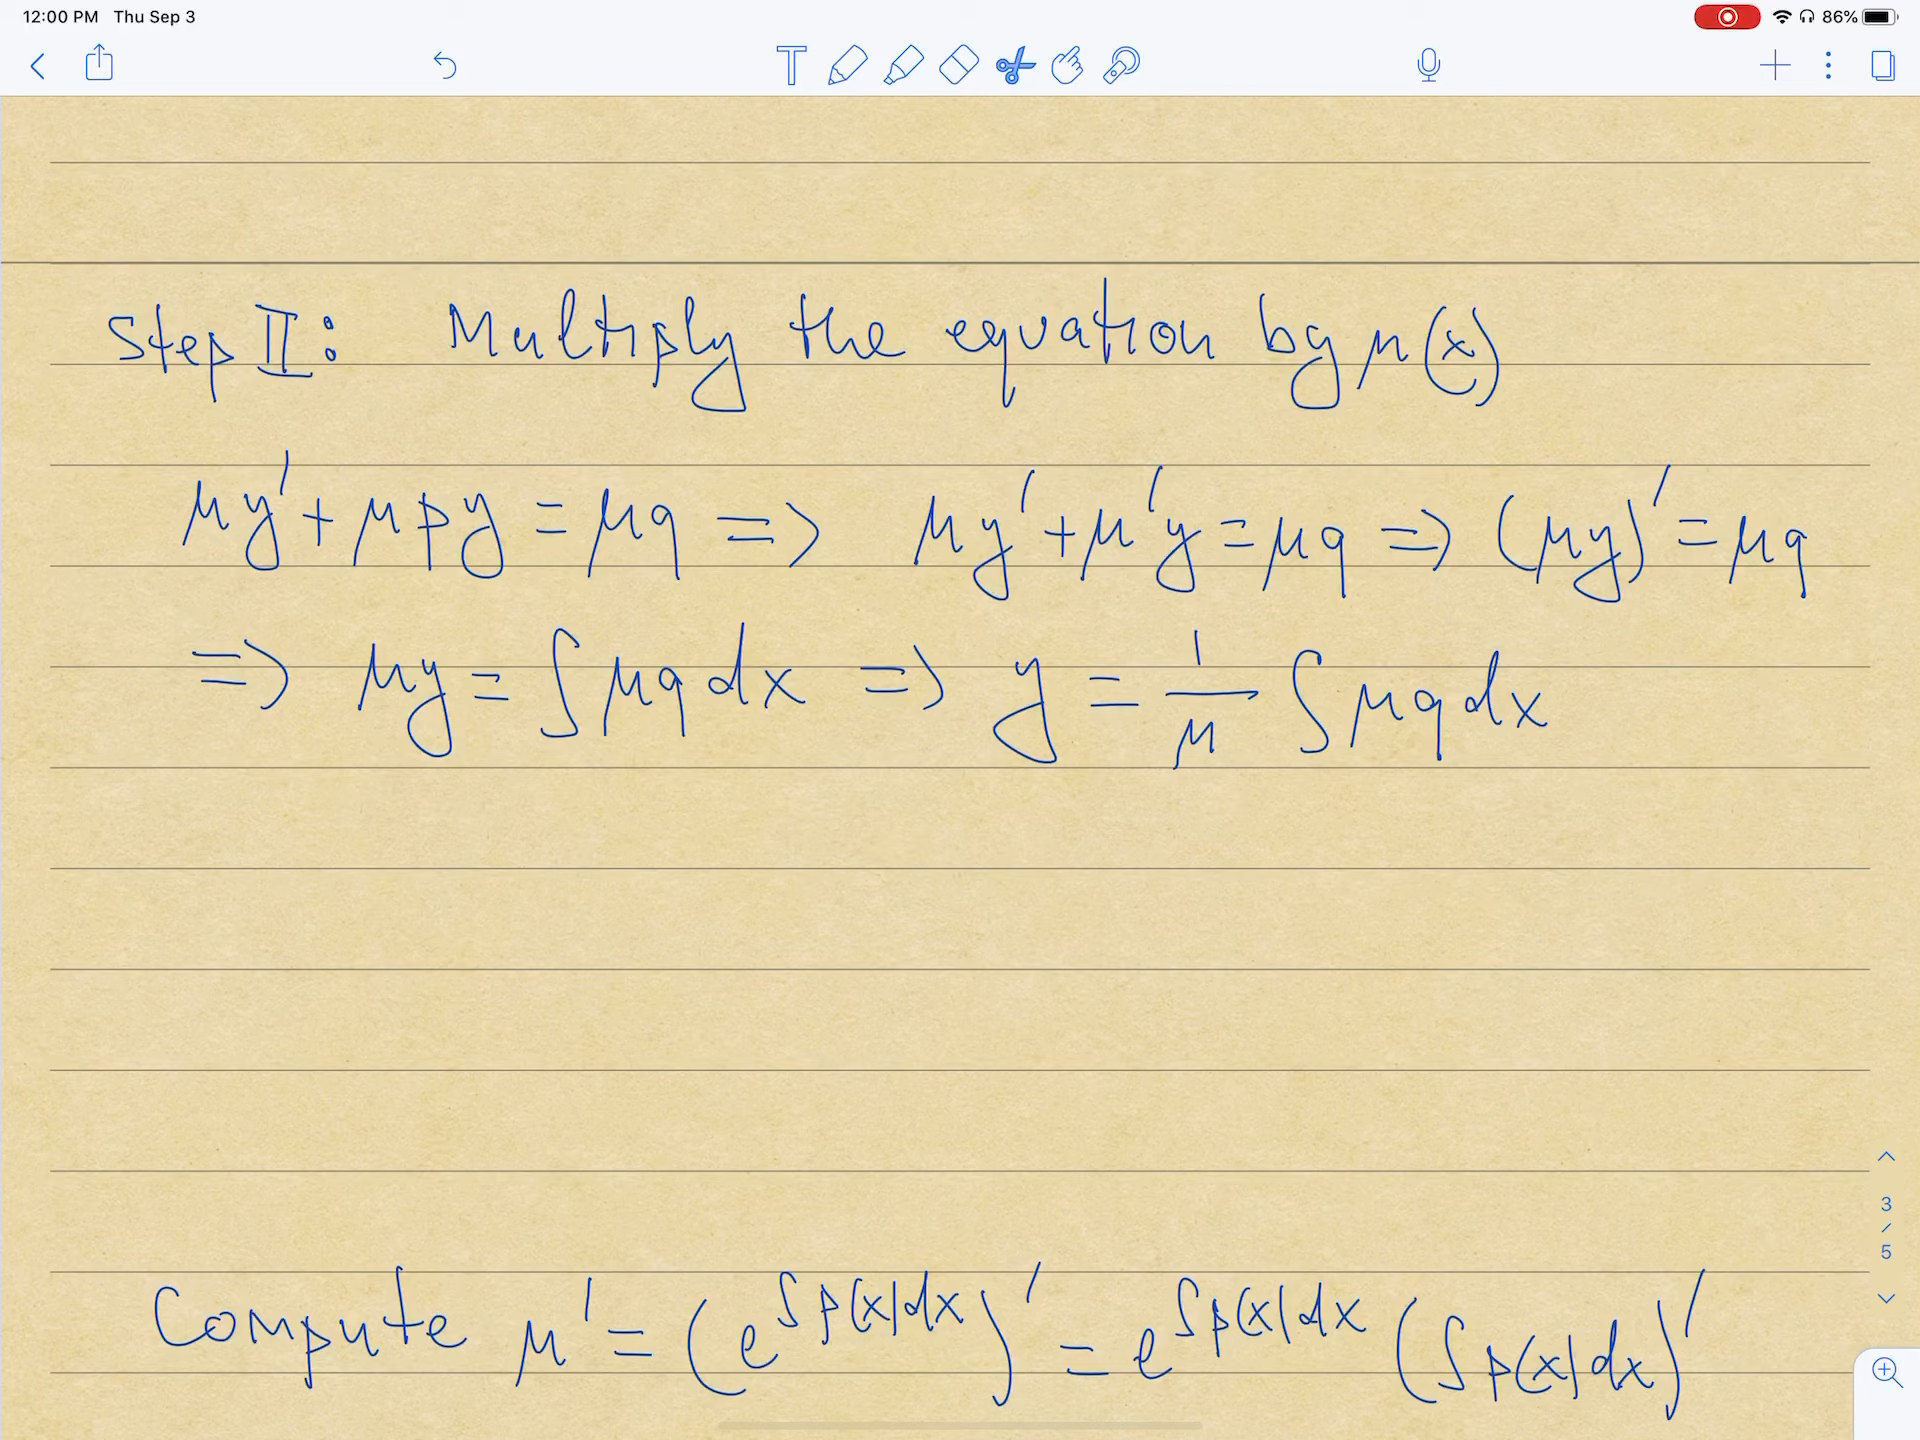 12:00 PM Thu Sep 3 86%
Step II: Multiply the equation by μ(x)
μy' + μpy = μq => μy' + μ'y = μq => (μy)' = μq
=> μy = ∫ μq dx => y = 1/μ ∫ μq dx
3
/
5
Compute μ' = (e^{∫p(x)dx})' = e^{∫p(x)dx} (∫p(x)dx)'